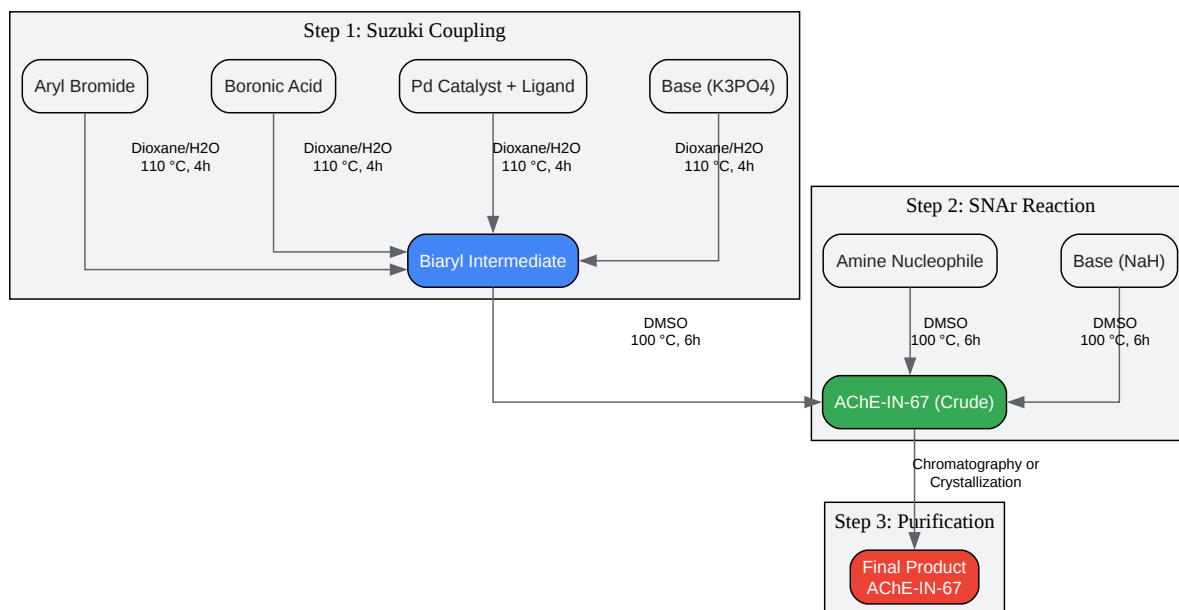 Step 1: Suzuki Coupling
Aryl Bromide
Boronic Acid
Pd Catalyst + Ligand
Base (K3PO4)
Dioxane/H2O
110 °C, 4h
Dioxane/H2O
110 °C, 4h
Dioxane/H2O
110 °C, 4h
Dioxane/H2O
110 °C, 4h
Biaryl Intermediate
Step 2: SNAr Reaction
Amine Nucleophile
Base (NaH)
DMSO
100 °C, 6h
DMSO
100 °C, 6h
DMSO
100 °C, 6h
AChE-IN-67 (Crude)
Chromatography or
Crystallization
Step 3: Purification
Final Product
AChE-IN-67